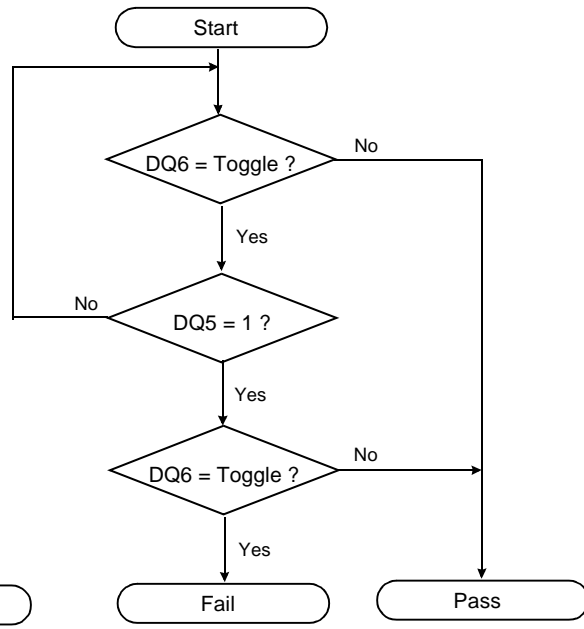 Start
DQ6 = Toggle ?
No
Yes
No
DQ5 = 1 ?
Yes
DQ6 = Toggle ?
No
Yes
Fail
Pass